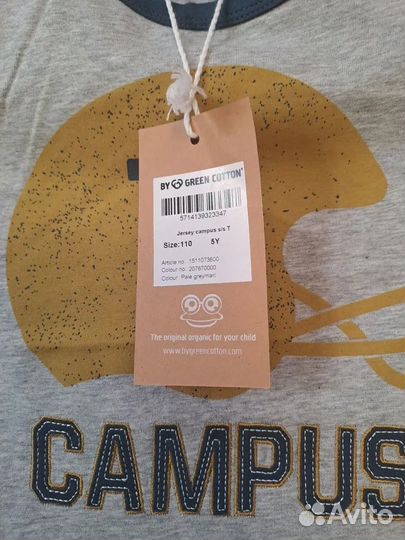 BY GREEN COTTON®
5714139323347
Jersey campus s/s T
Size:110 5Y
Article no.: 1511073600
Colour no.: 207870000
Colour: Pale greymarl
The original organic for your child
www.bygreencotton.com
CAMPUS
Avito